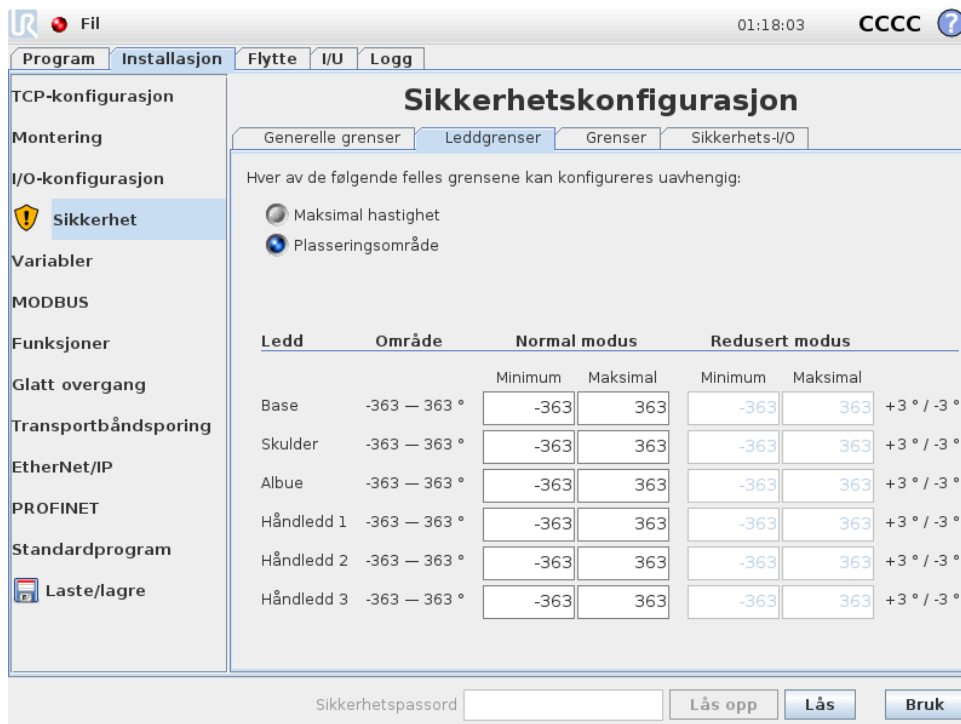 UR Fil 01:18:03 CCCC ?
Program Installasjon Flytte I/U Logg
TCP-konfigurasjon
Montering
I/O-konfigurasjon
Sikkerhet
Variabler
MODBUS
Funksjoner
Glatt overgang
Transportbåndsporing
EtherNet/IP
PROFINET
Standardprogram
Laste/lagre
Sikkerhetskonfigurasjon
Generelle grenser Leddgrenser Grenser Sikkerhets-I/O
Hver av de følgende felles grensene kan konfigureres uavhengig:
Maksimal hastighet
Plasseringsområde
Ledd Område Normal modus Redusert modus
Minimum Maksimal Minimum Maksimal
Base -363 — 363 ° -363 363 -363 363 +3 ° / -3 °
Skulder -363 — 363 ° -363 363 -363 363 +3 ° / -3 °
Albue -363 — 363 ° -363 363 -363 363 +3 ° / -3 °
Håndledd 1 -363 — 363 ° -363 363 -363 363 +3 ° / -3 °
Håndledd 2 -363 — 363 ° -363 363 -363 363 +3 ° / -3 °
Håndledd 3 -363 — 363 ° -363 363 -363 363 +3 ° / -3 °
Sikkerhetspassord Lås opp Lås Bruk